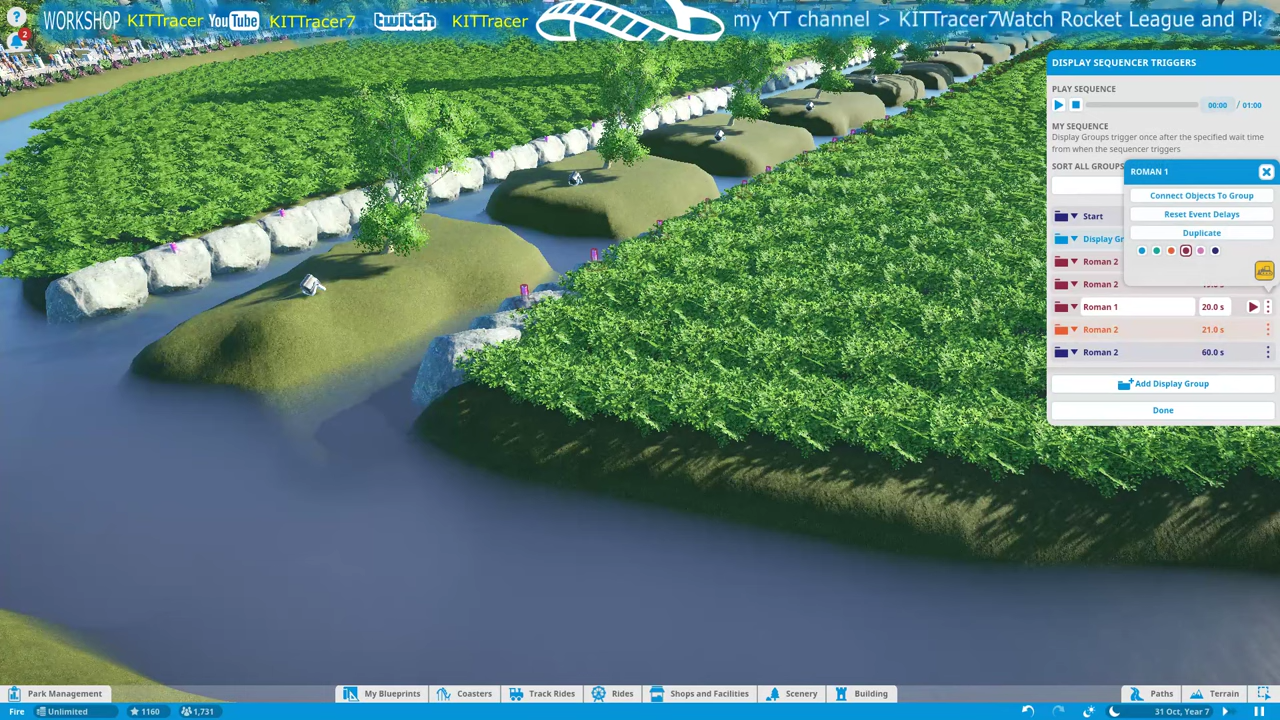 WORKSHOP KITTracer YouTube KITTracer7 twitch KITTracer my YT channel > KITTracer7Watch Rocket League and Pl
2
DISPLAY SEQUENCER TRIGGERS
PLAY SEQUENCE
00:00 / 01:00
MY SEQUENCE
Display Groups trigger once after the specified wait time
from when the sequencer triggers
SORT ALL GROUPS
ROMAN 1
Connect Objects To Group
Reset Event Delays
Duplicate
Start
Display Gr
Roman 2
Roman 2
Roman 1 20.0 s
Roman 2 21.0 s
Roman 2 60.0 s
Add Display Group
Done
Park Management My Blueprints Coasters Track Rides Rides Shops and Facilities Scenery Building Paths Terrain
Fire Unlimited 1160 1,731 31 Oct, Year 7